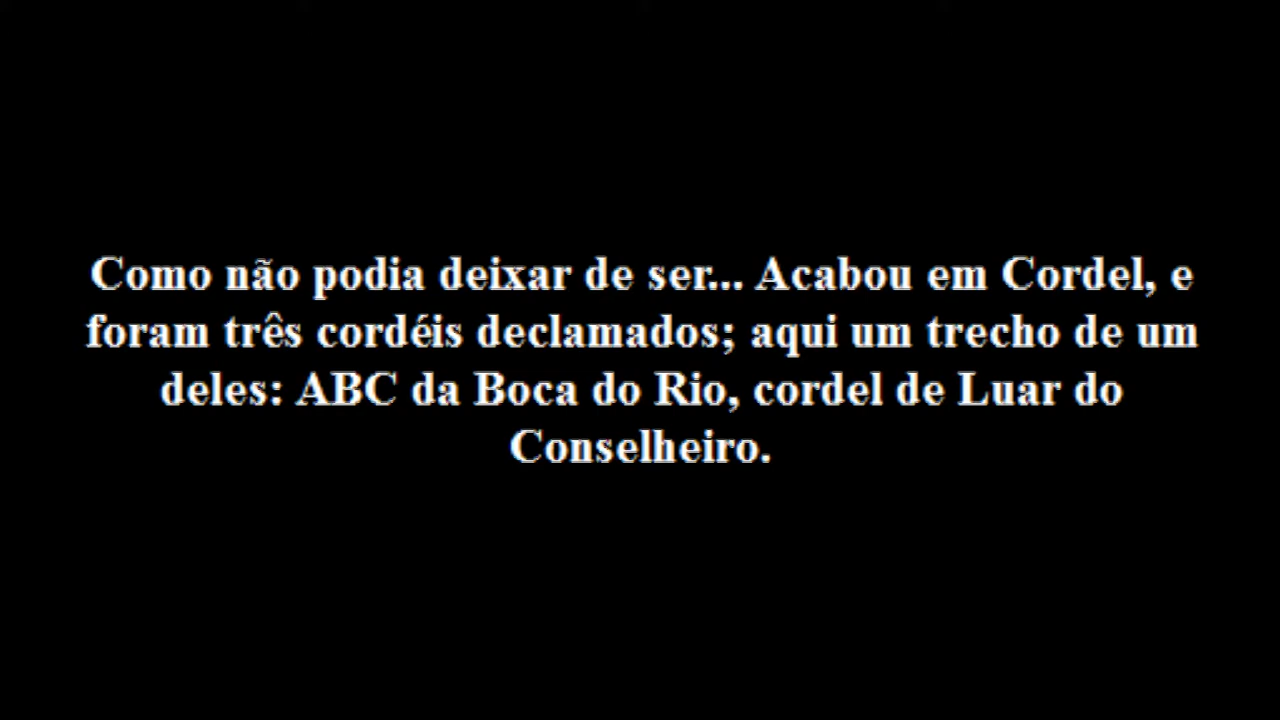 Como não podia deixar de ser... Acabou em Cordel, e
foram três cordéis declamados; aqui um trecho de um
deles: ABC da Boca do Rio, cordel de Luar do
Conselheiro.